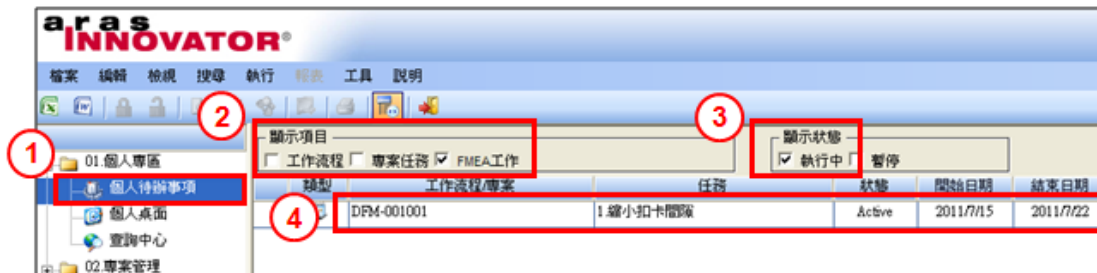 aras
INNOVATOR®
檔案 編輯 檢視 搜尋 執行 報表 工具 說明
2
3
1
顯示項目
顯示狀態
01.個人專區
工作流程 專案任務 FMEA工作
執行中 暫停
個人待辦事項
類型 工作流程/專案 任務 狀態 開始日期 結束日期
4
DFM-001001 1.縮小扣卡間隙 Active 2011/7/15 2011/7/22
個人桌面
查詢中心
02.專案管理